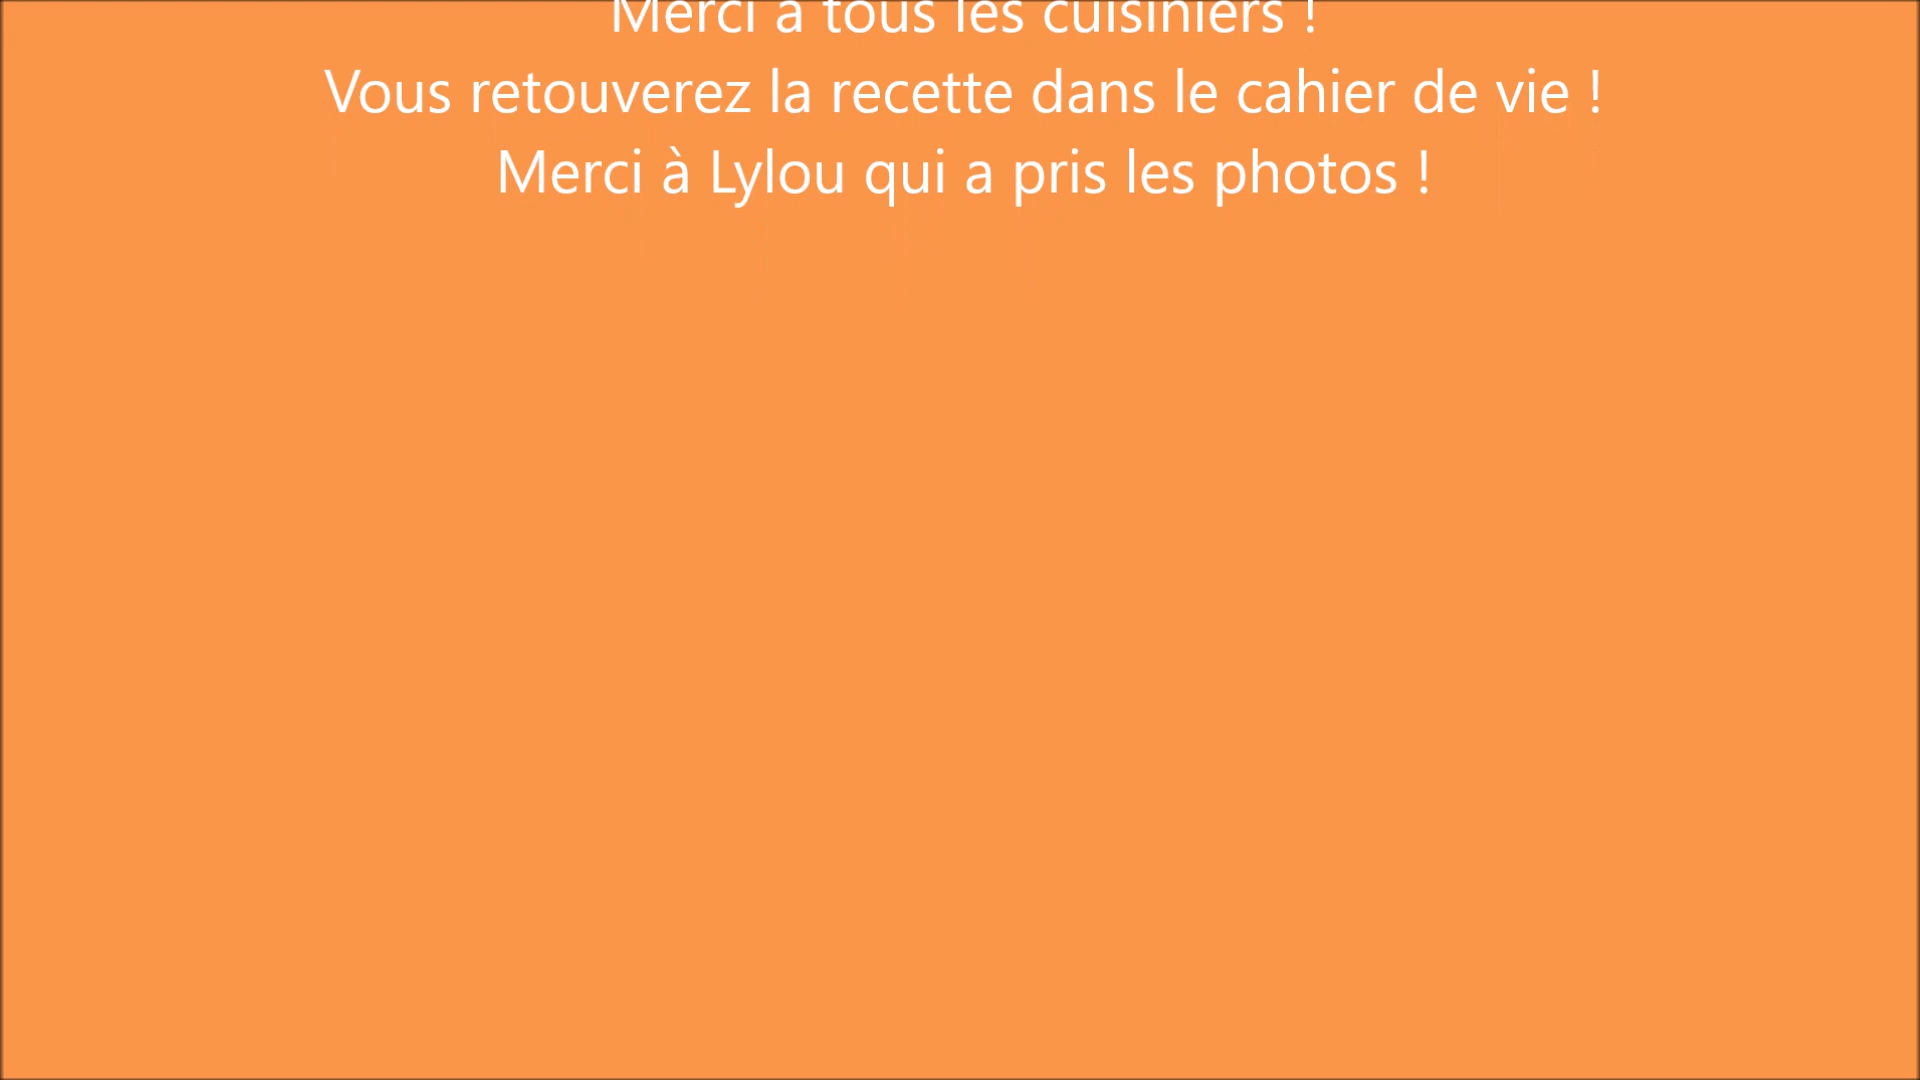 Merci à tous les cuisiniers !
Vous retouverez la recette dans le cahier de vie !
Merci à Lylou qui a pris les photos !